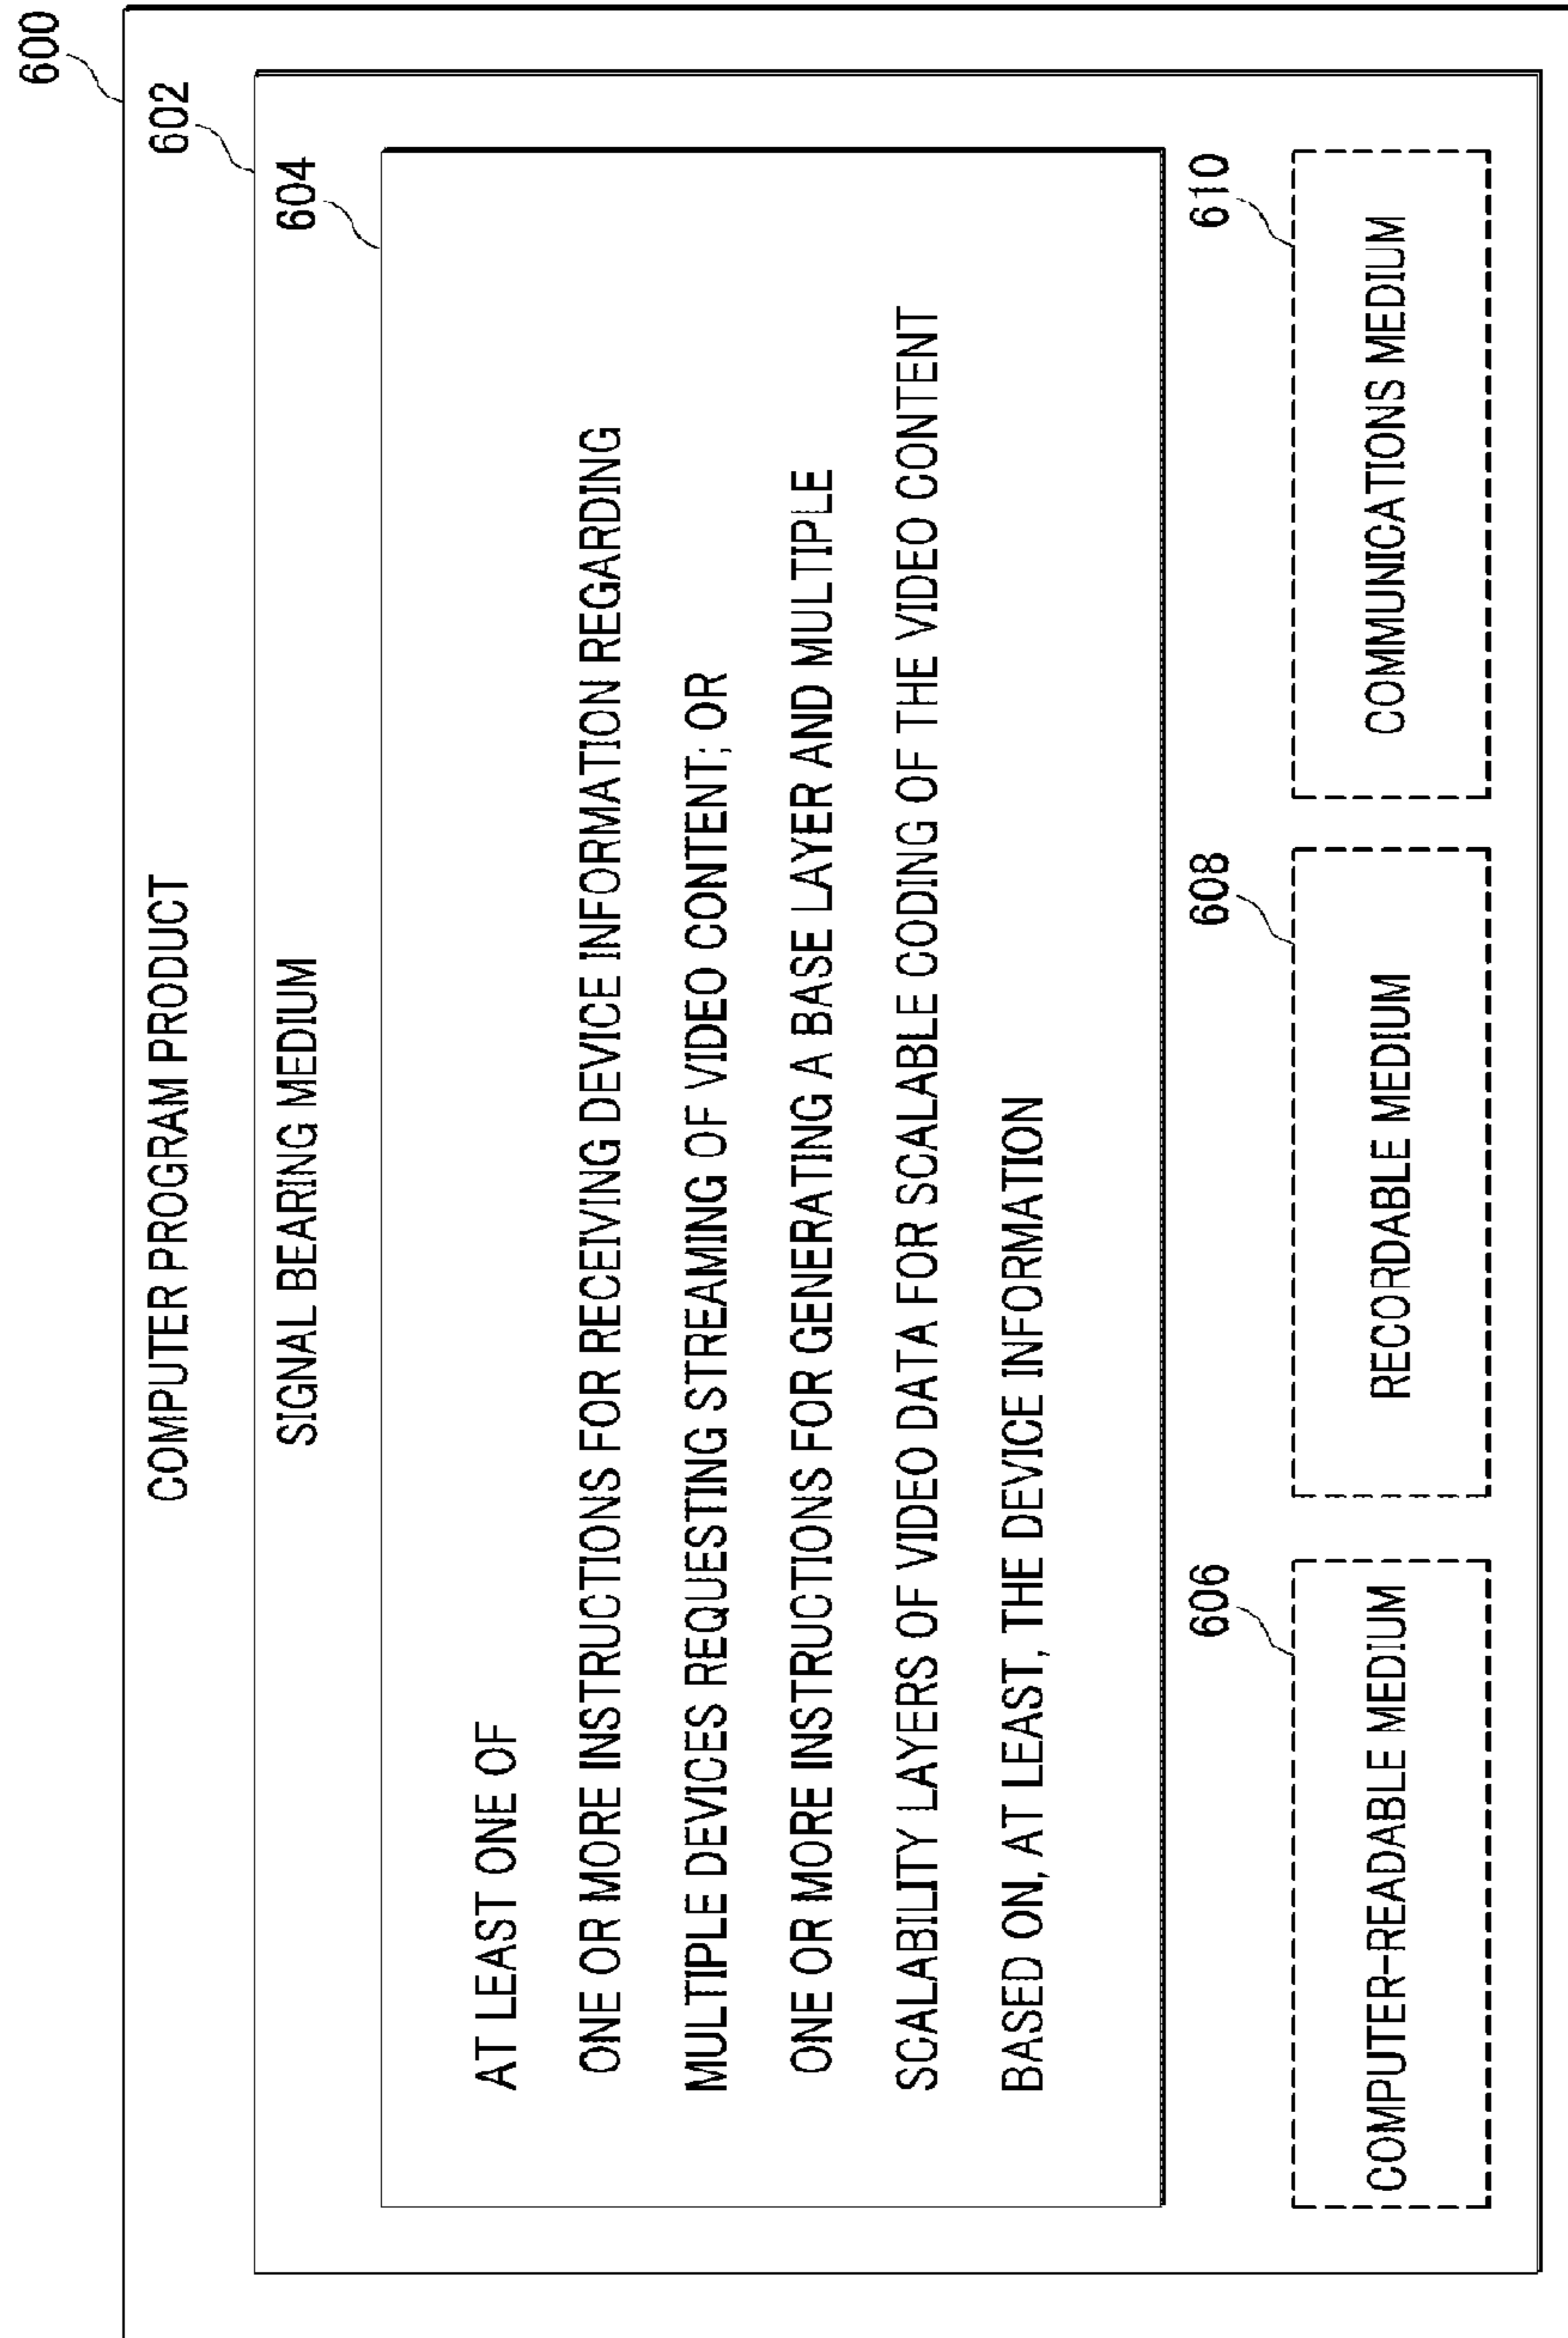 600
COMPUTER PROGRAM PRODUCT
602
SIGNAL BEARING MEDIUM
604
AT LEAST ONE OF
ONE OR MORE INSTRUCTIONS FOR RECEIVING DEVICE INFORMATION REGARDING
MULTIPLE DEVICES REQUESTING STREAMING OF VIDEO CONTENT; OR
ONE OR MORE INSTRUCTIONS FOR GENERATING A BASE LAYER AND MULTIPLE
SCALABILITY LAYERS OF VIDEO DATA FOR SCALABLE CODING OF THE VIDEO CONTENT
BASED ON, AT LEAST, THE DEVICE INFORMATION
606
COMPUTER-READABLE MEDIUM
608
RECORDABLE MEDIUM
610
COMMUNICATIONS MEDIUM